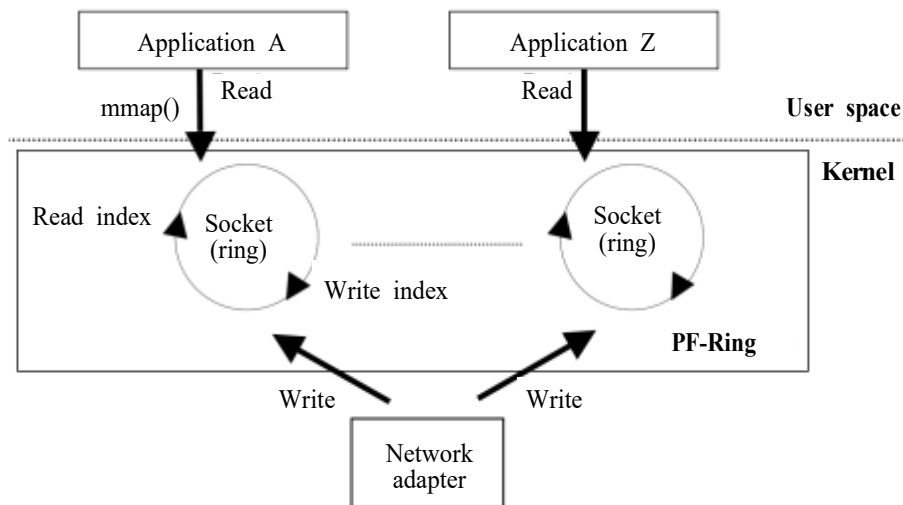 Application A
Application Z
Read
mmap()
Read
User space
Kernel
Read index
Socket
(ring)
Socket
(ring)
Write index
PF-Ring
Write
Write
Network
adapter